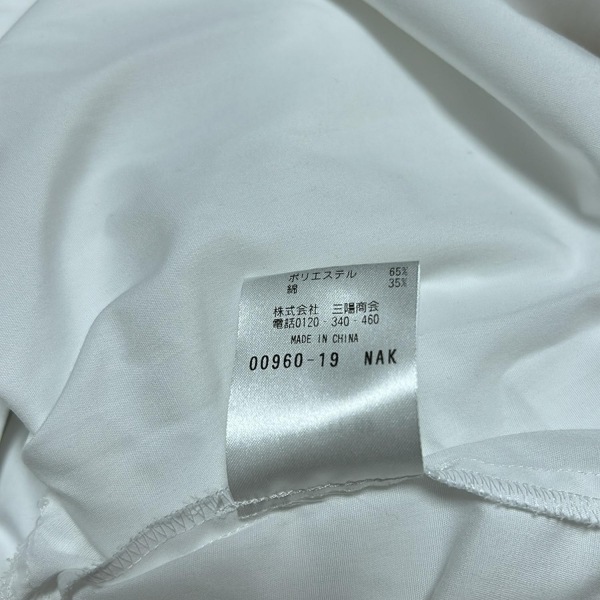 ポリエステル 65%
綿 35%
株式会社 三陽商会
電話0120-340-460
MADE IN CHINA
00960-19 NAK